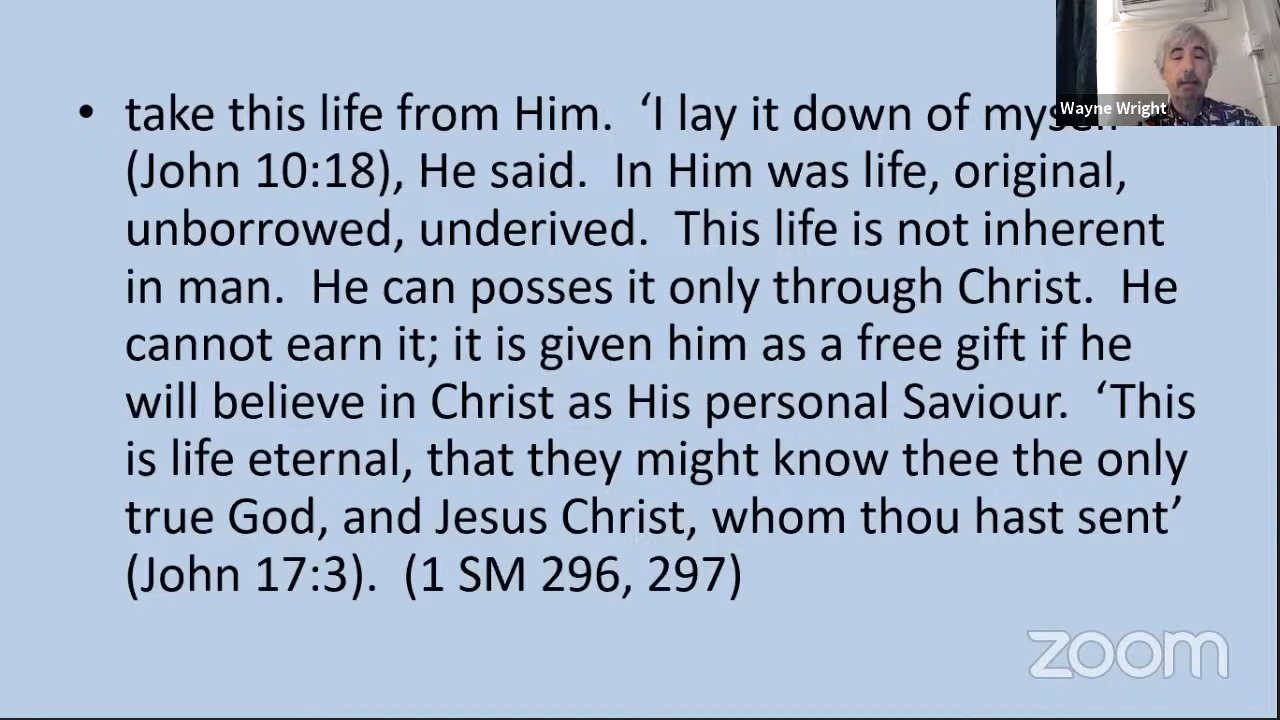 • take this life from Him.  ‘I lay it down of
(John 10:18), He said.  In Him was life, original,
unborrowed, underived.  This life is not inherent
in man.  He can posses it only through Christ.  He
cannot earn it; it is given him as a free gift if he
will believe in Christ as His personal Saviour.  ‘This
is life eternal, that they might know thee the only
true God, and Jesus Christ, whom thou hast sent’
(John 17:3).  (1 SM 296, 297)
Wayne Wright
zoom